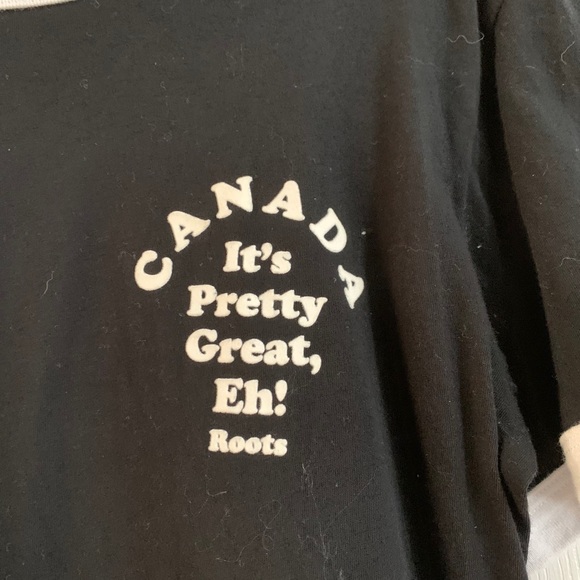 CANADA
It's
Pretty
Great,
Eh!
Roots